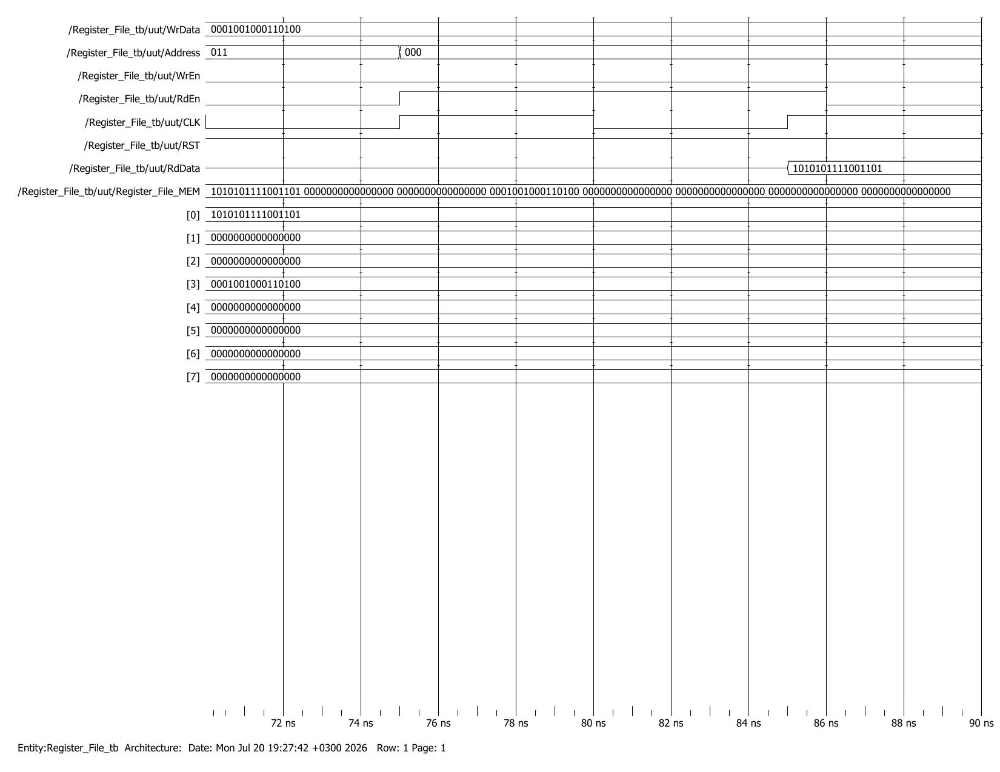 /Register_File_tb/uut/WrData 0001001000110100
/Register_File_tb/uut/Address 011 000
/Register_File_tb/uut/WrEn
/Register_File_tb/uut/RdEn
/Register_File_tb/uut/CLK
/Register_File_tb/uut/RST
/Register_File_tb/uut/RdData 1010101111001101
/Register_File_tb/uut/Register_File_MEM 1010101111001101 0000000000000000 0000000000000000 0001001000110100 0000000000000000 0000000000000000 0000000000000000 0000000000000000
[0] 1010101111001101
[1] 0000000000000000
[2] 0000000000000000
[3] 0001001000110100
[4] 0000000000000000
[5] 0000000000000000
[6] 0000000000000000
[7] 0000000000000000
72 ns 74 ns 76 ns 78 ns 80 ns 82 ns 84 ns 86 ns 88 ns 90 ns
Entity:Register_File_tb Architecture: Date: Mon Jul 20 19:27:42 +0300 2026 Row: 1 Page: 1